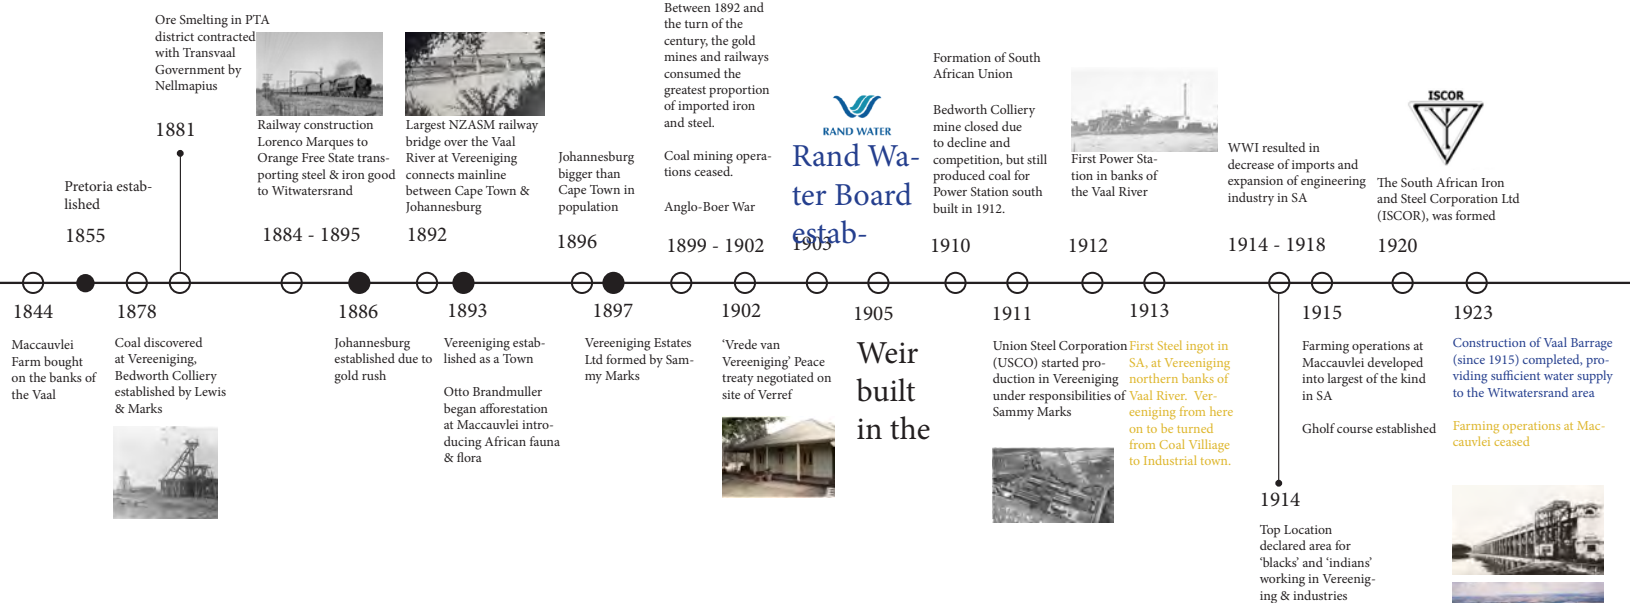 Ore Smelting in PTA
district contracted
with Transvaal
Government by
Nellmapius
1881
Pretoria estab-
lished
1855
Railway construction
Lorenco Marques to
Orange Free State trans-
porting steel & iron good
to Witwatersrand
1884 - 1895
Largest NZASM railway
bridge over the Vaal
River at Vereeniging
connects mainline
between Cape Town &
Johannesburg
1892
Johannesburg
bigger than
Cape Town in
population
1896
Between 1892 and
the turn of the
century, the gold
mines and railways
consumed the
greatest proportion
of imported iron
and steel.
Coal mining opera-
tions ceased.
Anglo-Boer War
1899 - 1902
RAND WATER
Rand Wa-
ter Board
estab-
1903
Formation of South
African Union
Bedworth Colliery
mine closed due
to decline and
competition, but still
produced coal for
Power Station south
built in 1912.
1910
First Power Sta-
tion in banks of
the Vaal River
1912
WWI resulted in
decrease of imports and
expansion of engineering
industry in SA
1914 - 1918
ISCOR
The South African Iron
and Steel Corporation Ltd
(ISCOR), was formed
1920
1844
Maccauvlei
Farm bought
on the banks of
the Vaal
1878
Coal discovered
at Vereeniging,
Bedworth Colliery
established by Lewis
& Marks
1886
Johannesburg
established due to
gold rush
1893
Vereeniging estab-
lished as a Town
Otto Brandmuller
began afforestation
at Maccauvlei intro-
ducing African fauna
& flora
1897
Vereeniging Estates
Ltd formed by Sam-
my Marks
1902
'Vrede van
Vereeniging' Peace
treaty negotiated on
site of Verref
1905
Weir
built
in the
1911
Union Steel Corporation
(USCO) started pro-
duction in Vereeniging
under responsibilities of
Sammy Marks
1913
First Steel ingot in
SA, at Vereeniging
northern banks of
Vaal River.  Ver-
eeniging from here
on to be turned
from Coal Villiage
to Industrial town.
1914
Top Location
declared area for
'blacks' and 'indians'
working in Vereenig-
ing & industries
1915
Farming operations at
Maccauvlei developed
into largest of the kind
in SA
Gholf course established
1923
Construction of Vaal Barrage
(since 1915) completed, pro-
viding sufficient water supply
to the Witwatersrand area
Farming operations at Mac-
cauvlei ceased